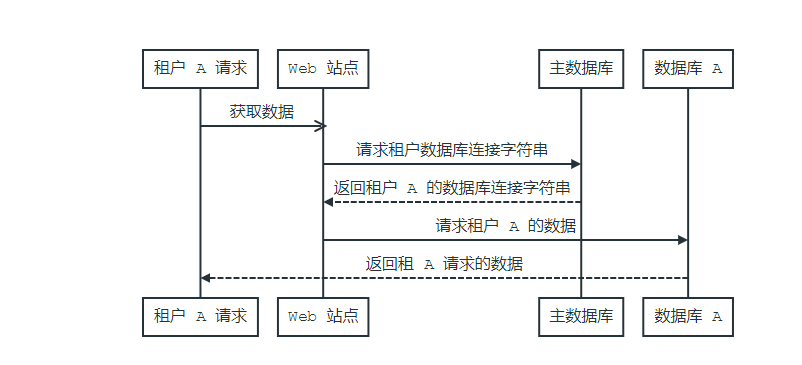 租户 A 请求
Web 站点
主数据库
数据库 A
获取数据
请求租户数据库连接字符串
返回租户 A 的数据库连接字符串
请求租户 A 的数据
返回租 A 请求的数据
租户 A 请求
Web 站点
主数据库
数据库 A